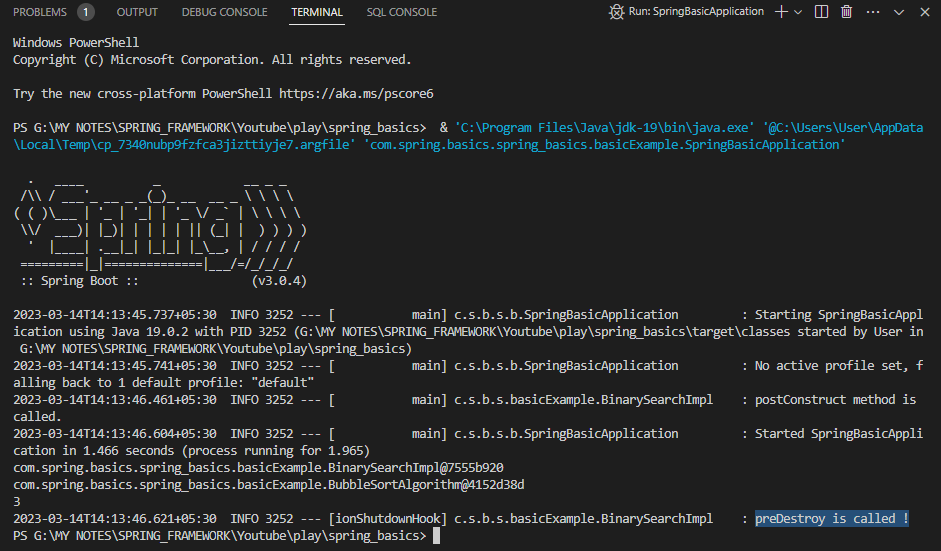 PROBLEMS 1 OUTPUT DEBUG CONSOLE TERMINAL SQL CONSOLE Run: SpringBasicApplication
Windows PowerShell
Copyright (C) Microsoft Corporation. All rights reserved.
Try the new cross-platform PowerShell https://aka.ms/pscore6
PS G:\MY NOTES\SPRING_FRAMEWORK\Youtube\play\spring_basics>  & 'C:\Program Files\Java\jdk-19\bin\java.exe' '@C:\Users\User\AppData
\Local\Temp\cp_7340nubp9fzfca3jizttiyje7.argfile' 'com.spring.basics.spring_basics.basicExample.SpringBasicApplication'
  .   ____          _            __ _ _
 /\\ / ___'_ __ _ _(_)_ __  __ _ \ \ \ \
( ( )\___ | '_ | '_| | '_ \/ _` | \ \ \ \
 \\/  ___)| |_)| | | | | || (_| |  ) ) ) )
  '  |____| .__|_| |_|_| |_\__, | / / / /
 =========|_|==============|___/=/_/_/_/
 :: Spring Boot ::                (v3.0.4)
2023-03-14T14:13:45.737+05:30  INFO 3252 --- [           main] c.s.b.s.b.SpringBasicApplication         : Starting SpringBasicAppl
ication using Java 19.0.2 with PID 3252 (G:\MY NOTES\SPRING_FRAMEWORK\Youtube\play\spring_basics\target\classes started by User in
 G:\MY NOTES\SPRING_FRAMEWORK\Youtube\play\spring_basics)
2023-03-14T14:13:45.741+05:30  INFO 3252 --- [           main] c.s.b.s.b.SpringBasicApplication         : No active profile set, f
alling back to 1 default profile: "default"
2023-03-14T14:13:46.461+05:30  INFO 3252 --- [           main] c.s.b.s.basicExample.BinarySearchImpl    : postConstruct method is
called.
2023-03-14T14:13:46.604+05:30  INFO 3252 --- [           main] c.s.b.s.b.SpringBasicApplication         : Started SpringBasicAppli
cation in 1.466 seconds (process running for 1.965)
com.spring.basics.spring_basics.basicExample.BinarySearchImpl@7555b920
com.spring.basics.spring_basics.basicExample.BubbleSortAlgorithm@4152d38d
3
2023-03-14T14:13:46.621+05:30  INFO 3252 --- [ionShutdownHook] c.s.b.s.basicExample.BinarySearchImpl    : preDestroy is called !
PS G:\MY NOTES\SPRING_FRAMEWORK\Youtube\play\spring_basics>